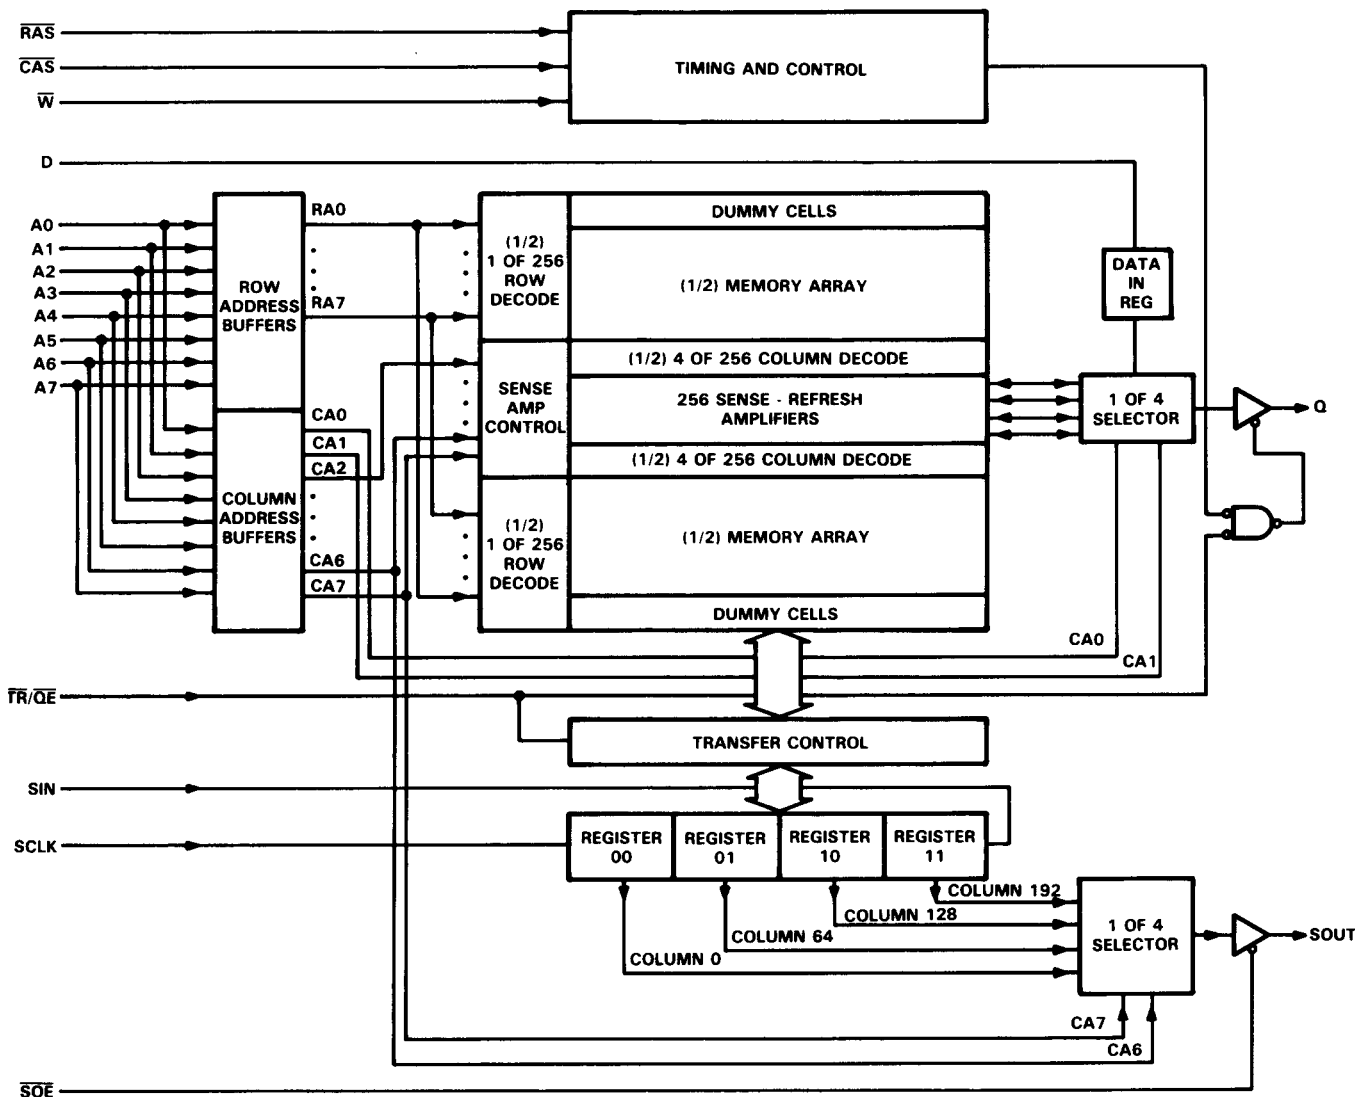 RAS
CAS
W
TIMING AND CONTROL
D
A0
A1
A2
A3
A4
A5
A6
A7
ROW
ADDRESS
BUFFERS
RA0
RA7
(1/2)
1 OF 256
ROW
DECODE
DUMMY CELLS
(1/2) MEMORY ARRAY
DATA
IN
REG
COLUMN
ADDRESS
BUFFERS
CA0
CA1
CA2
CA6
CA7
SENSE
AMP
CONTROL
(1/2) 4 OF 256 COLUMN DECODE
256 SENSE - REFRESH
AMPLIFIERS
(1/2) 4 OF 256 COLUMN DECODE
1 OF 4
SELECTOR
Q
(1/2)
1 OF 256
ROW
DECODE
(1/2) MEMORY ARRAY
DUMMY CELLS
CA0
CA1
TR/QE
TRANSFER CONTROL
SIN
SCLK
REGISTER
00
REGISTER
01
REGISTER
10
REGISTER
11
COLUMN 192
COLUMN 128
COLUMN 64
COLUMN 0
1 OF 4
SELECTOR
SOUT
CA7
CA6
SOE